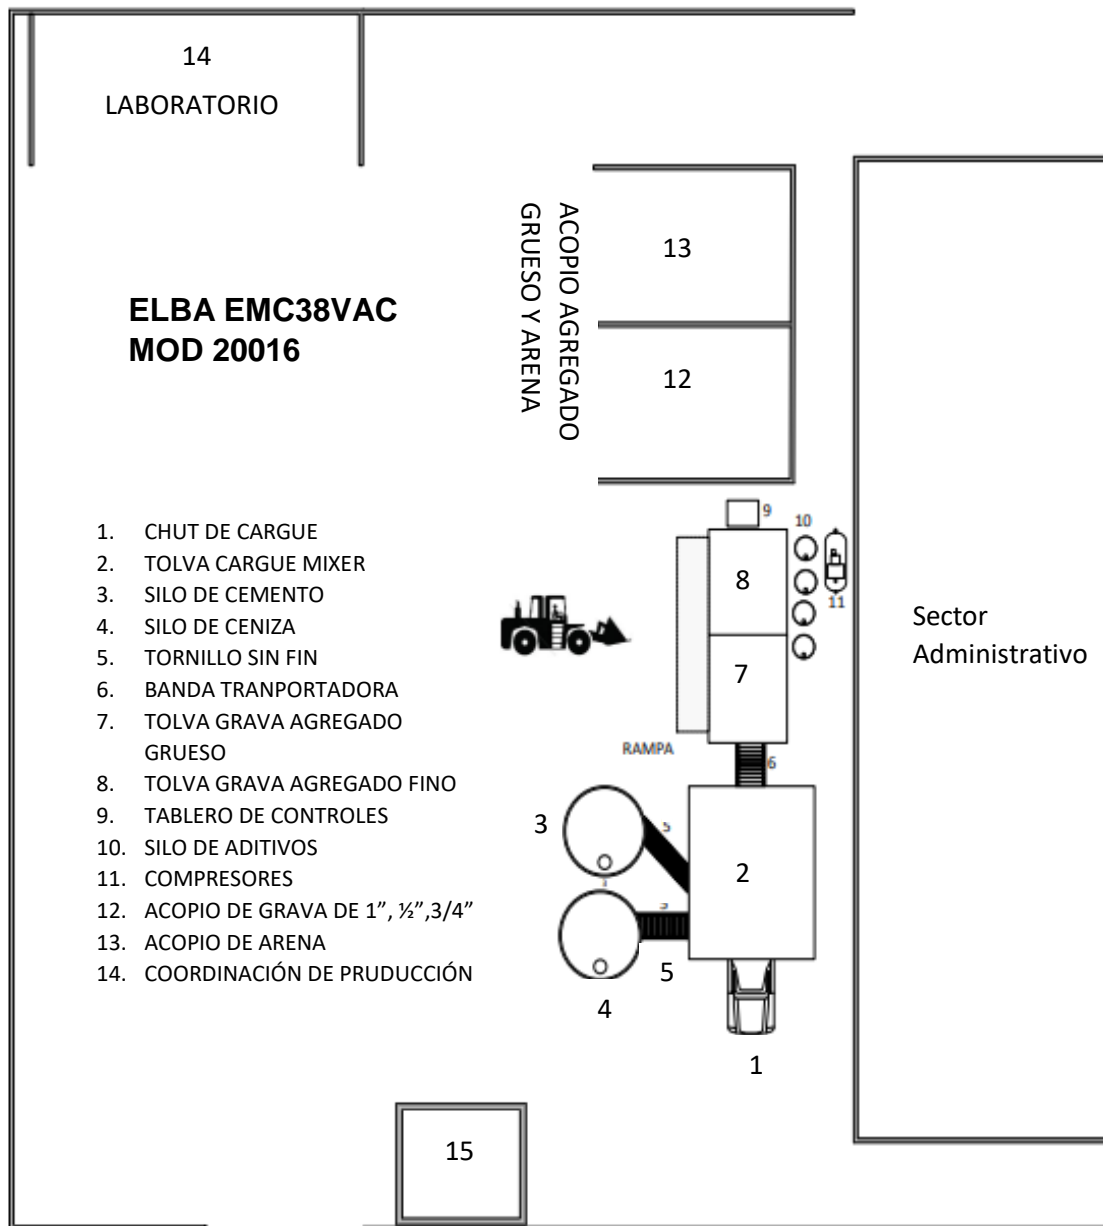 14
LABORATORIO
ACOPIO AGREGADO
GRUESO Y ARENA
13
12
ELBA EMC38VAC
MOD 20016
1. CHUT DE CARGUE
2. TOLVA CARGUE MIXER
3. SILO DE CEMENTO
4. SILO DE CENIZA
5. TORNILLO SIN FIN
6. BANDA TRANPORTADORA
7. TOLVA GRAVA AGREGADO
GRUESO
8. TOLVA GRAVA AGREGADO FINO
9. TABLERO DE CONTROLES
10. SILO DE ADITIVOS
11. COMPRESORES
12. ACOPIO DE GRAVA DE 1”, ½”,3/4”
13. ACOPIO DE ARENA
14. COORDINACIÓN DE PRUDUCCIÓN
9
10
8
11
7
RAMPA
6
Sector
Administrativo
3
5
2
5
4
1
15